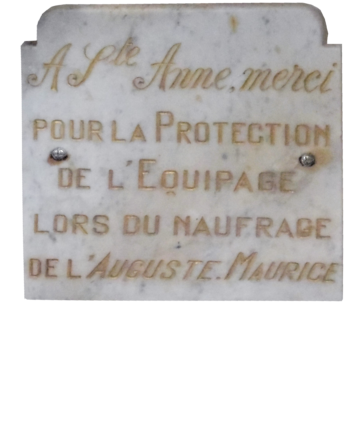 A Ste Anne, merci
POUR LA PROTECTION
DE L'EQUIPAGE
LORS DU NAUFRAGE
DE L'AUGUSTE-MAURICE